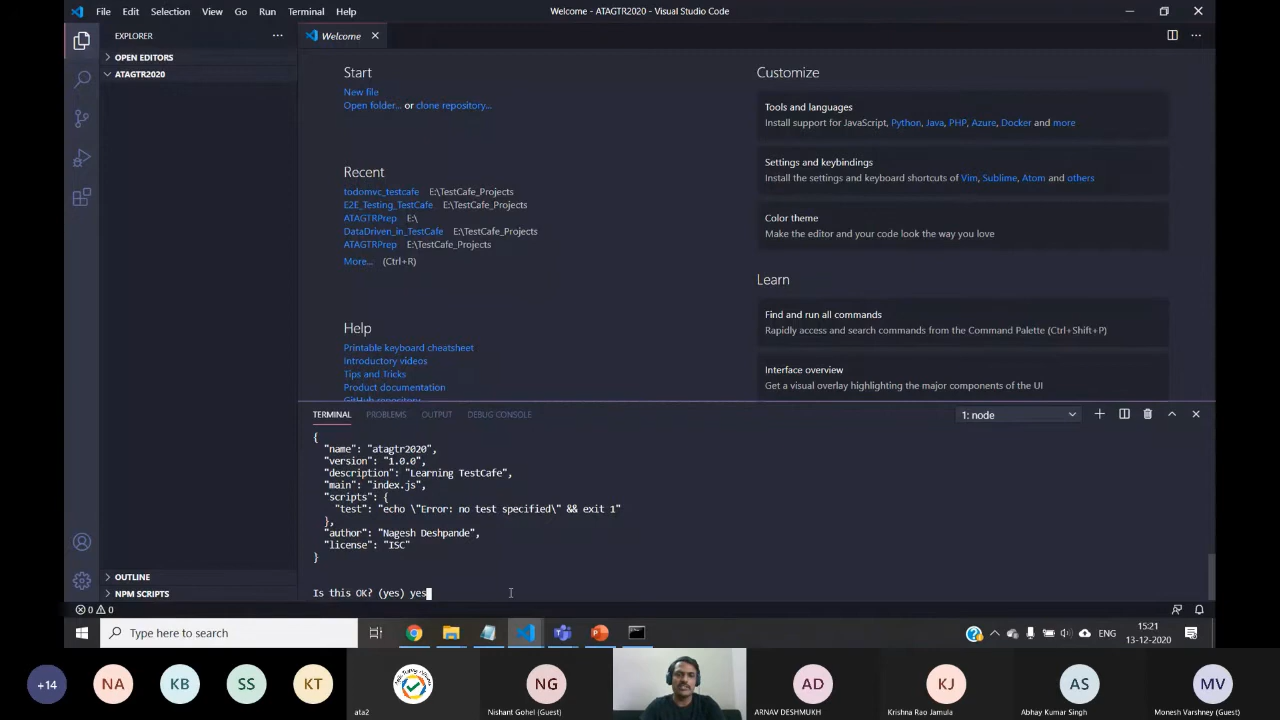 File Edit Selection View Go Run Terminal Help
Welcome - ATAGTR2020 - Visual Studio Code
EXPLORER
OPEN EDITORS
ATAGTR2020
OUTLINE
NPM SCRIPTS
Welcome
Start
New file
Open folder... or clone repository...
Recent
todomvc_testcafe E:\TestCafe_Projects
E2E_Testing_TestCafe E:\TestCafe_Projects
ATAGTRPrep E:\
DataDriven_in_TestCafe E:\TestCafe_Projects
ATAGTRPrep E:\TestCafe_Projects
More... (Ctrl+R)
Help
Printable keyboard cheatsheet
Introductory videos
Tips and Tricks
Product documentation
GitHub repository
Customize
Tools and languages
Install support for JavaScript, Python, Java, PHP, Azure, Docker and more
Settings and keybindings
Install the settings and keyboard shortcuts of Vim, Sublime, Atom and others
Color theme
Make the editor and your code look the way you love
Learn
Find and run all commands
Rapidly access and search commands from the Command Palette (Ctrl+Shift+P)
Interface overview
Get a visual overlay highlighting the major components of the UI
TERMINAL PROBLEMS OUTPUT DEBUG CONSOLE
1: node
{
"name": "atagtr2020",
"version": "1.0.0",
"description": "Learning TestCafe",
"main": "index.js",
"scripts": {
"test": "echo \"Error: no test specified\" && exit 1"
},
"author": "Nagesh Deshpande",
"license": "ISC"
}
Is this OK? (yes) yes
0 0
Type here to search
ENG
15:21
13-12-2020
+14 NA KB SS KT NG AD KJ AS MV
ata2
Nishant Gohel (Guest)
ARNAV DESHMUKH
Krishna Rao Jamula
Abhay Kumar Singh
Monesh Varshney (Guest)